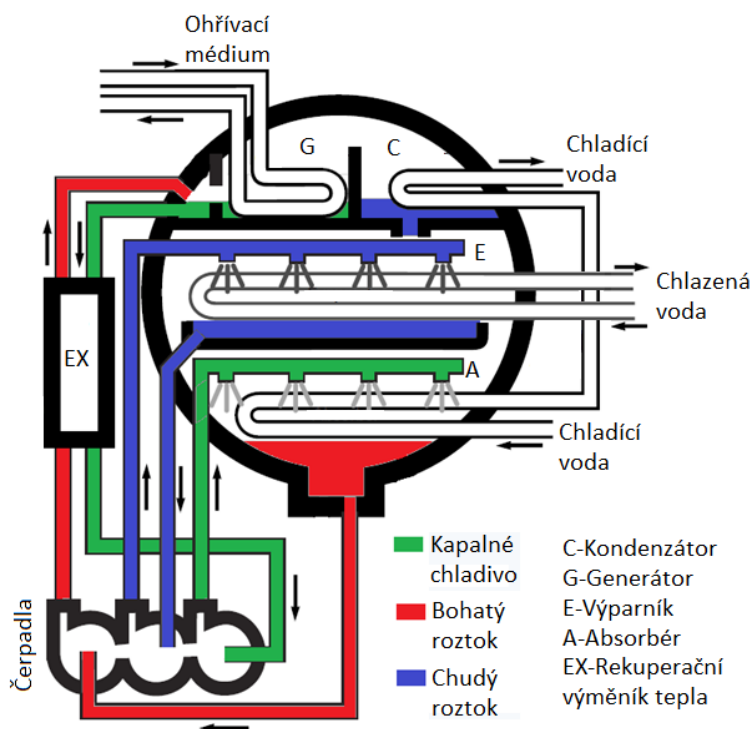 Ohřívací
médium
G
C
Chladící
voda
E
Chlazená
voda
EX
A
Chladící
voda
Čerpadla
Kapalné
chladivo
Bohatý
roztok
Chudý
roztok
C-Kondenzátor
G-Generátor
E-Výparník
A-Absorbér
EX-Rekuperační
výměník tepla